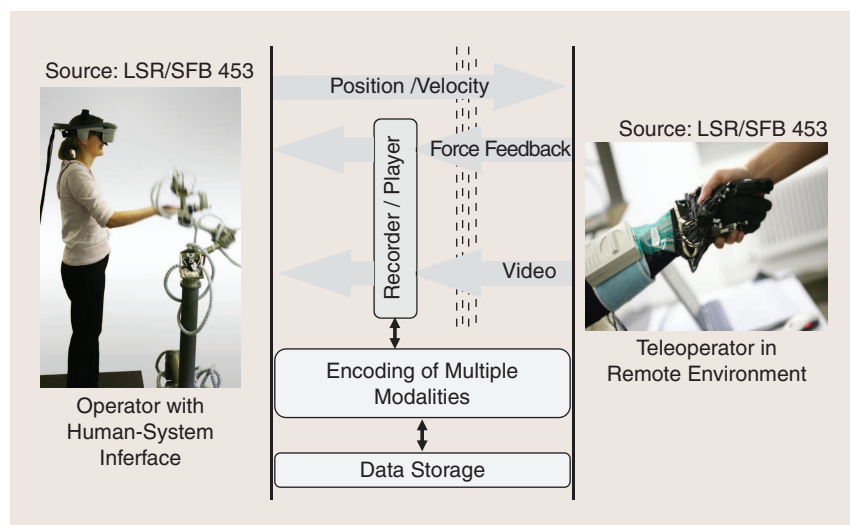 Source: LSR/SFB 453
Operator with
Human-System
Inferface
Position /Velocity
Force Feedback
Recorder / Player
Video
Encoding of Multiple
Modalities
Data Storage
Source: LSR/SFB 453
Teleoperator in
Remote Environment